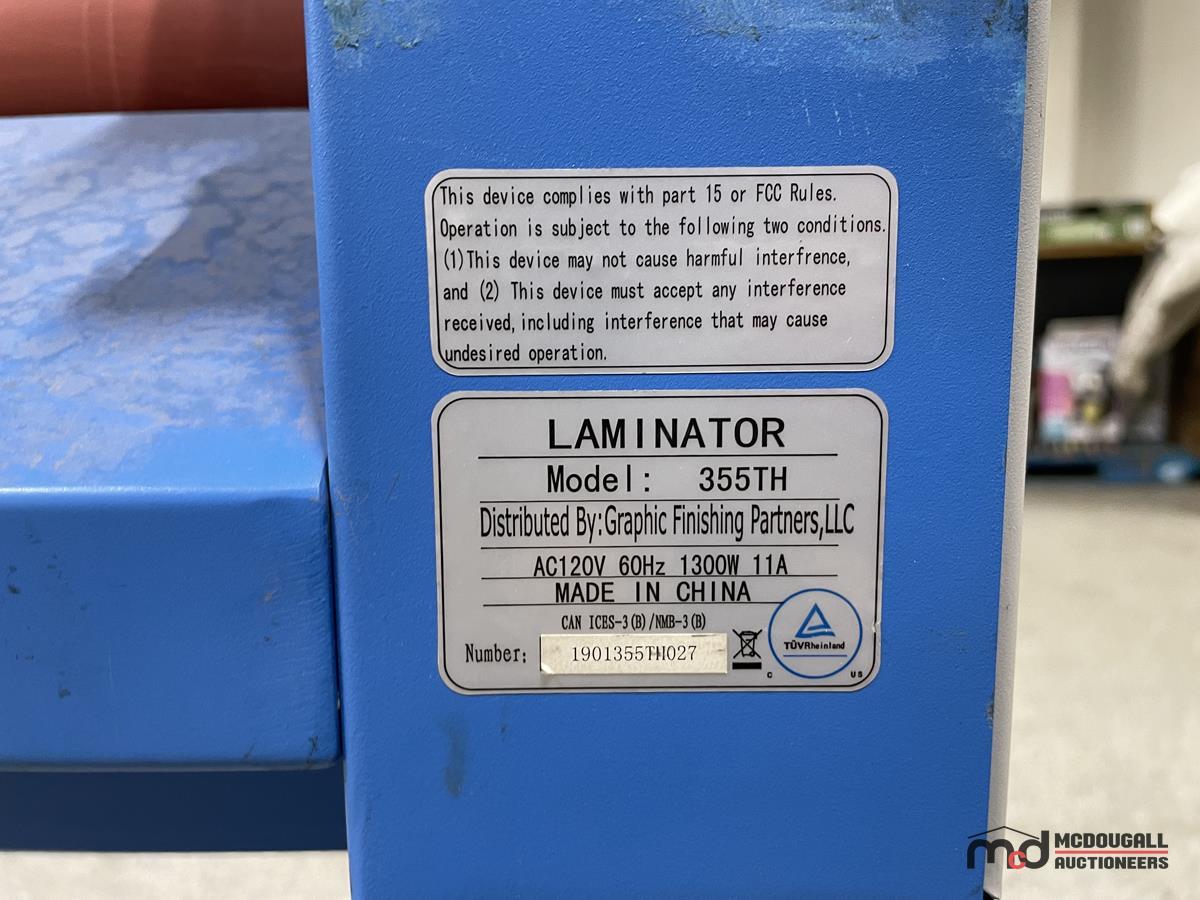 This device complies with part 15 or FCC Rules.
Operation is subject to the following two conditions.
(1)This device may not cause harmful interfrence,
and (2) This device must accept any interference
received, including interference that may cause
undesired operation.
LAMINATOR
Model: 355TH
Distributed By:Graphic Finishing Partners,LLC
AC120V 60Hz 1300W 11A
MADE IN CHINA
CAN ICES-3(B)/NMB-3(B)
Number: 1901355TH027
TÜVRheinland
C US
mcd MCDOUGALL
AUCTIONEERS